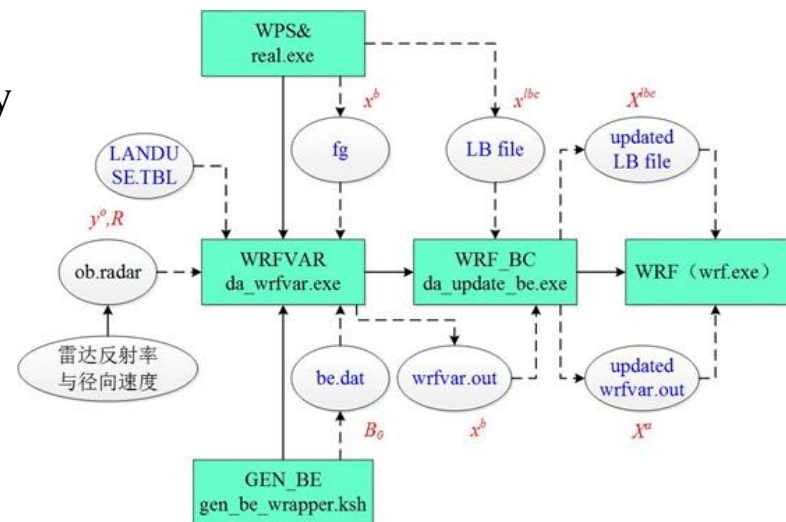 WPS&
real.exe
y
x^b
x^lbc
X^lbc
LANDU
SE.TBL
fg
LB file
updated
LB file
y^o,R
ob.radar
WRFVAR
da_wrfvar.exe
WRF_BC
da_update_be.exe
WRF（wrf.exe）
雷达反射率
与径向速度
be.dat
wrfvar.out
updated
wrfvar.out
B_0
x^b
X^a
GEN_BE
gen_be_wrapper.ksh